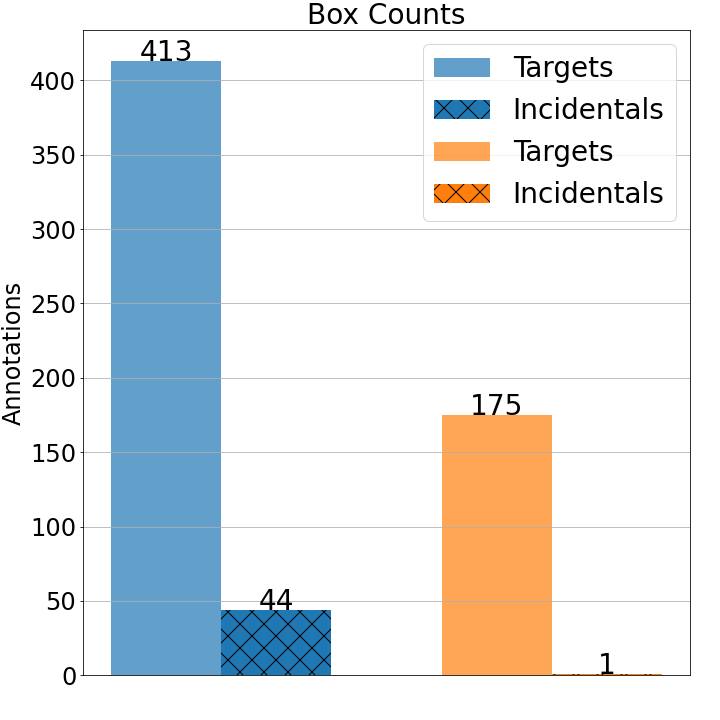 Box Counts
413
400
350
300
250
200
150
100
50
0
Annotations
Targets
Incidentals
Targets
Incidentals
44
175
1